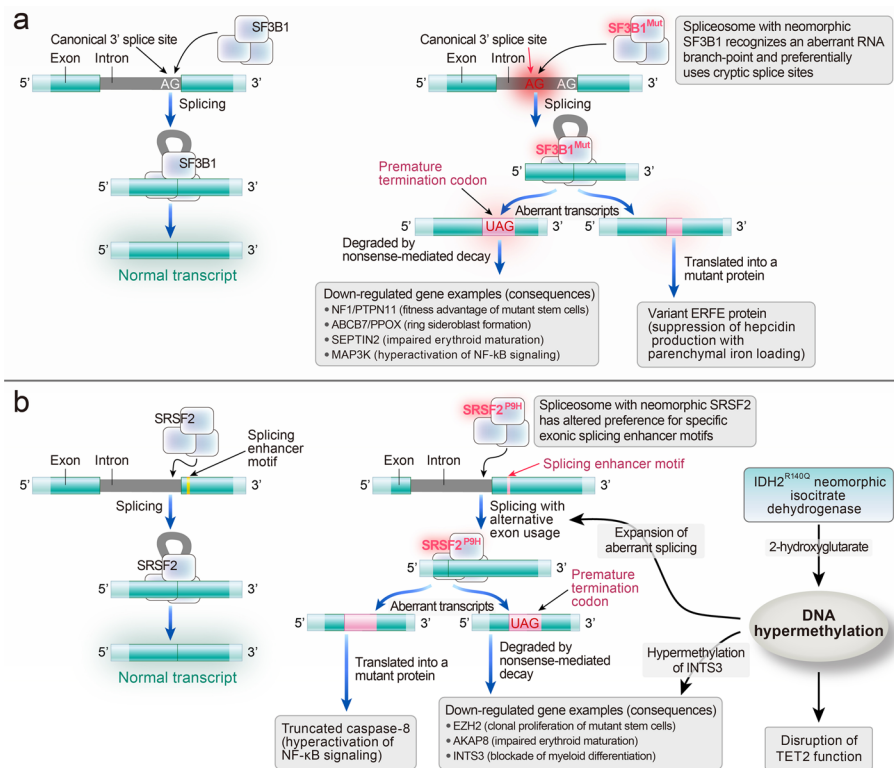 a
SF3B1
Canonical 3' splice site
Exon
Intron
5'
AG
3'
Splicing
SF3B1
5'
3'
5'
3'
Normal transcript
SF3B1Mut
Spliceosome with neomorphic
SF3B1 recognizes an aberrant RNA
branch-point and preferentially
uses cryptic splice sites
Canonical 3' splice site
Exon
Intron
5'
AG
AG
3'
Splicing
SF3B1Mut
5'
3'
Premature
termination codon
Aberrant transcripts
5'
UAG
3'
5'
3'
Degraded by
nonsense-mediated decay
Translated into a
mutant protein
Down-regulated gene examples (consequences)
• NF1/PTPN11 (fitness advantage of mutant stem cells)
• ABCB7/PPOX (ring sideroblast formation)
• SEPTIN2 (impaired erythroid maturation)
• MAP3K (hyperactivation of NF-kB signaling)
Variant ERFE protein
(suppression of hepcidin
production with
parenchymal iron loading)
b
SRSF2
Splicing
enhancer
motif
Exon
Intron
5'
3'
Splicing
SRSF2
5'
3'
5'
3'
Normal transcript
SRSF2P9H
Spliceosome with neomorphic SRSF2
has altered preference for specific
exonic splicing enhancer motifs
Exon
Intron
Splicing enhancer motif
5'
3'
Splicing with
alternative
exon usage
SRSF2P9H
5'
3'
Premature
termination
codon
Aberrant transcripts
5'
3'
5'
UAG
3'
Translated into a
mutant protein
Degraded by
nonsense-mediated
decay
Truncated caspase-8
(hyperactivation of
NF-κB signaling)
Down-regulated gene examples (consequences)
• EZH2 (clonal proliferation of mutant stem cells)
• AKAP8 (impaired erythroid maturation)
• INTS3 (blockade of myeloid differentiation)
IDH2R140Q neomorphic
isocitrate
dehydrogenase
2-hydroxyglutarate
Expansion of
aberrant splicing
DNA
hypermethylation
Hypermethylation
of INTS3
Disruption of
TET2 function